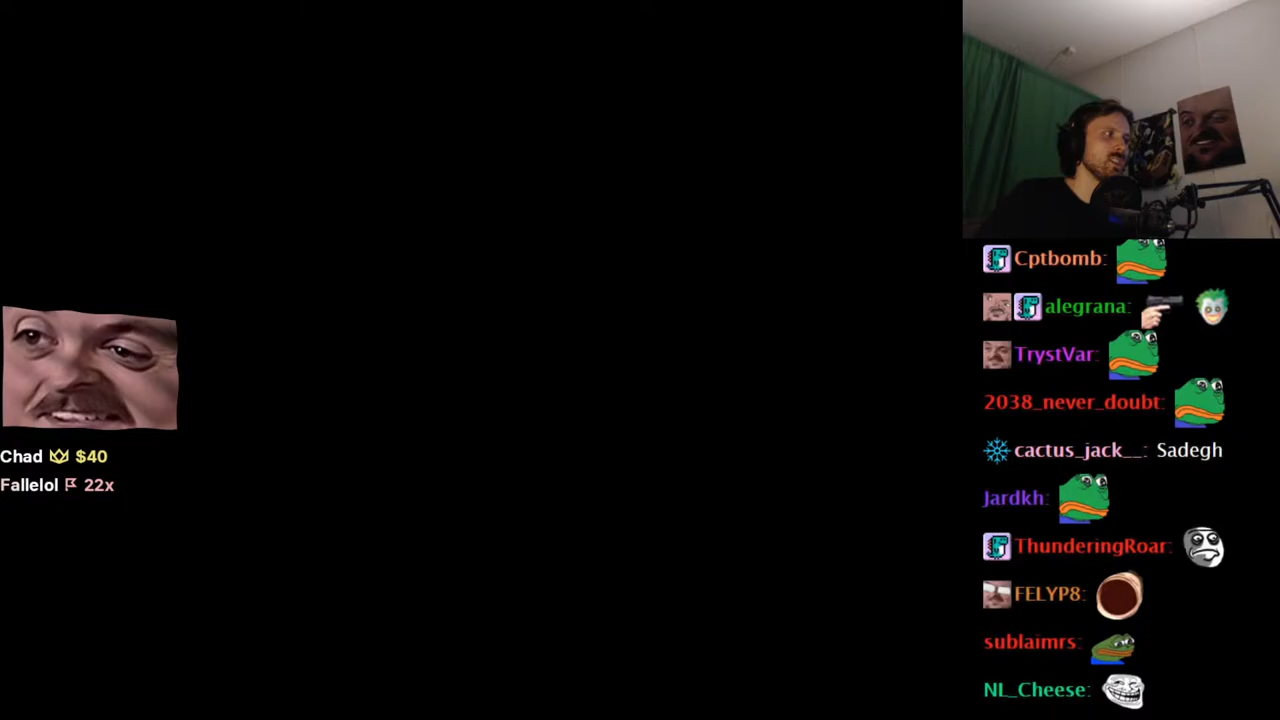 Chad $40
Fallelol 22x
Cptbomb:
alegrana:
TrystVar:
2038_never_doubt:
cactus_jack__: Sadegh
Jardkh:
ThunderingRoar:
FELYP8:
sublaimrs:
NL_Cheese: